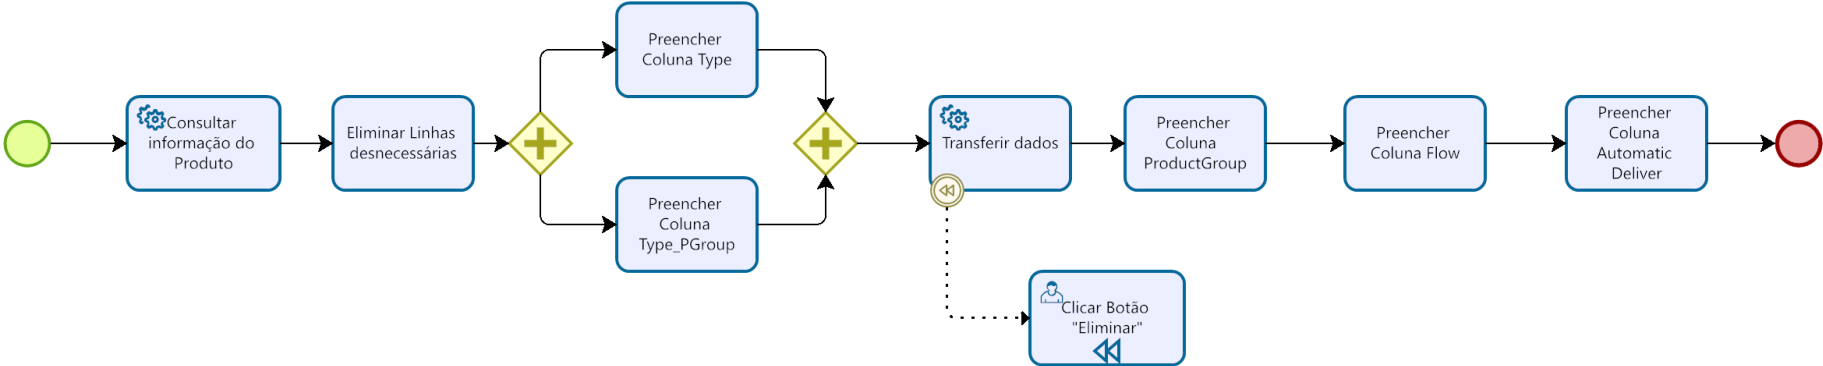 Consultar
informação do
Produto
Eliminar Linhas
desnecessárias
Preencher
Coluna Type
Preencher
Coluna
Type_PGroup
Transferir dados
Preencher
Coluna
ProductGroup
Preencher
Coluna Flow
Preencher
Coluna
Automatic
Deliver
Clicar Botão
"Eliminar"